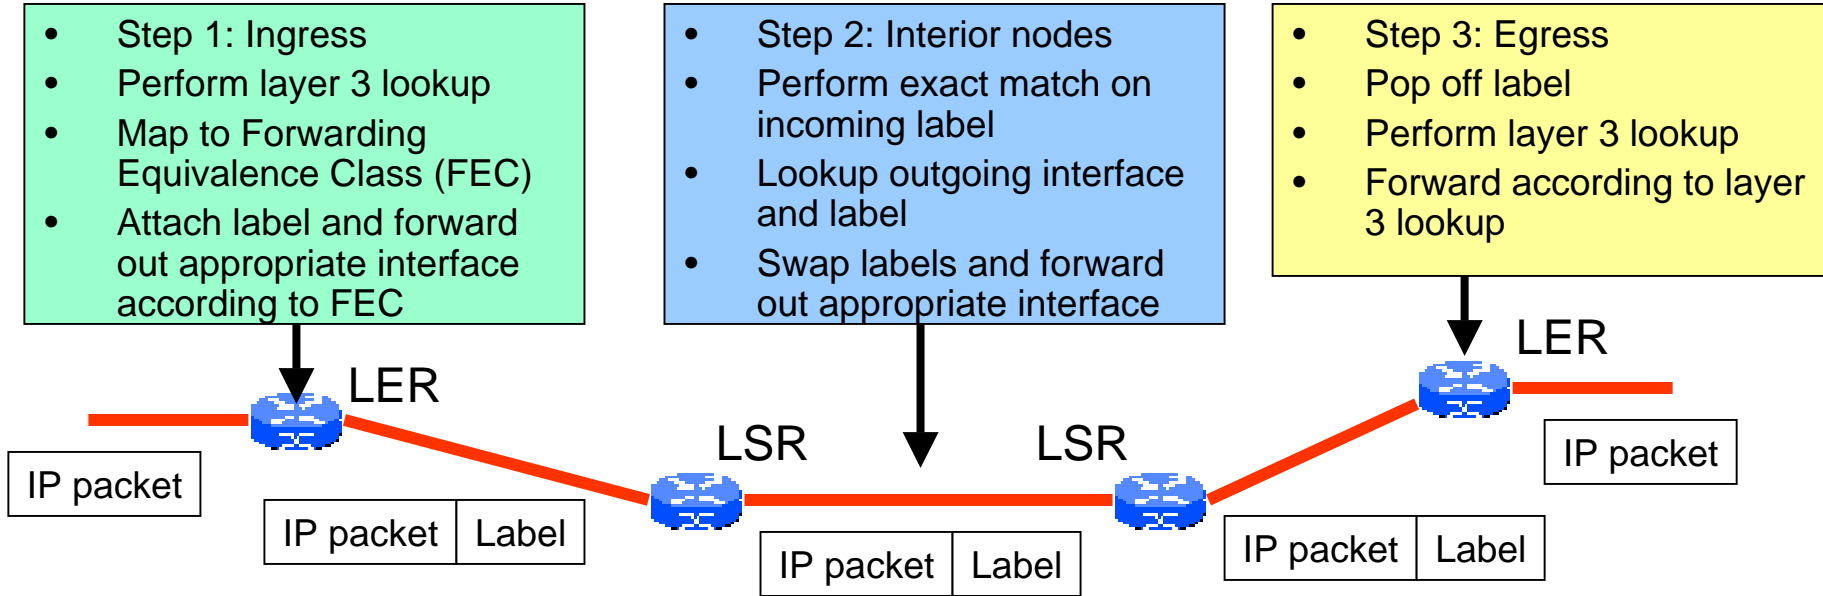 • Step 1: Ingress
• Perform layer 3 lookup
• Map to Forwarding
Equivalence Class (FEC)
• Attach label and forward
out appropriate interface
according to FEC
• Step 2: Interior nodes
• Perform exact match on
incoming label
• Lookup outgoing interface
and label
• Swap labels and forward
out appropriate interface
• Step 3: Egress
• Pop off label
• Perform layer 3 lookup
• Forward according to layer
3 lookup
LER
LSR
LSR
LER
IP packet
IP packet Label
IP packet Label
IP packet Label
IP packet